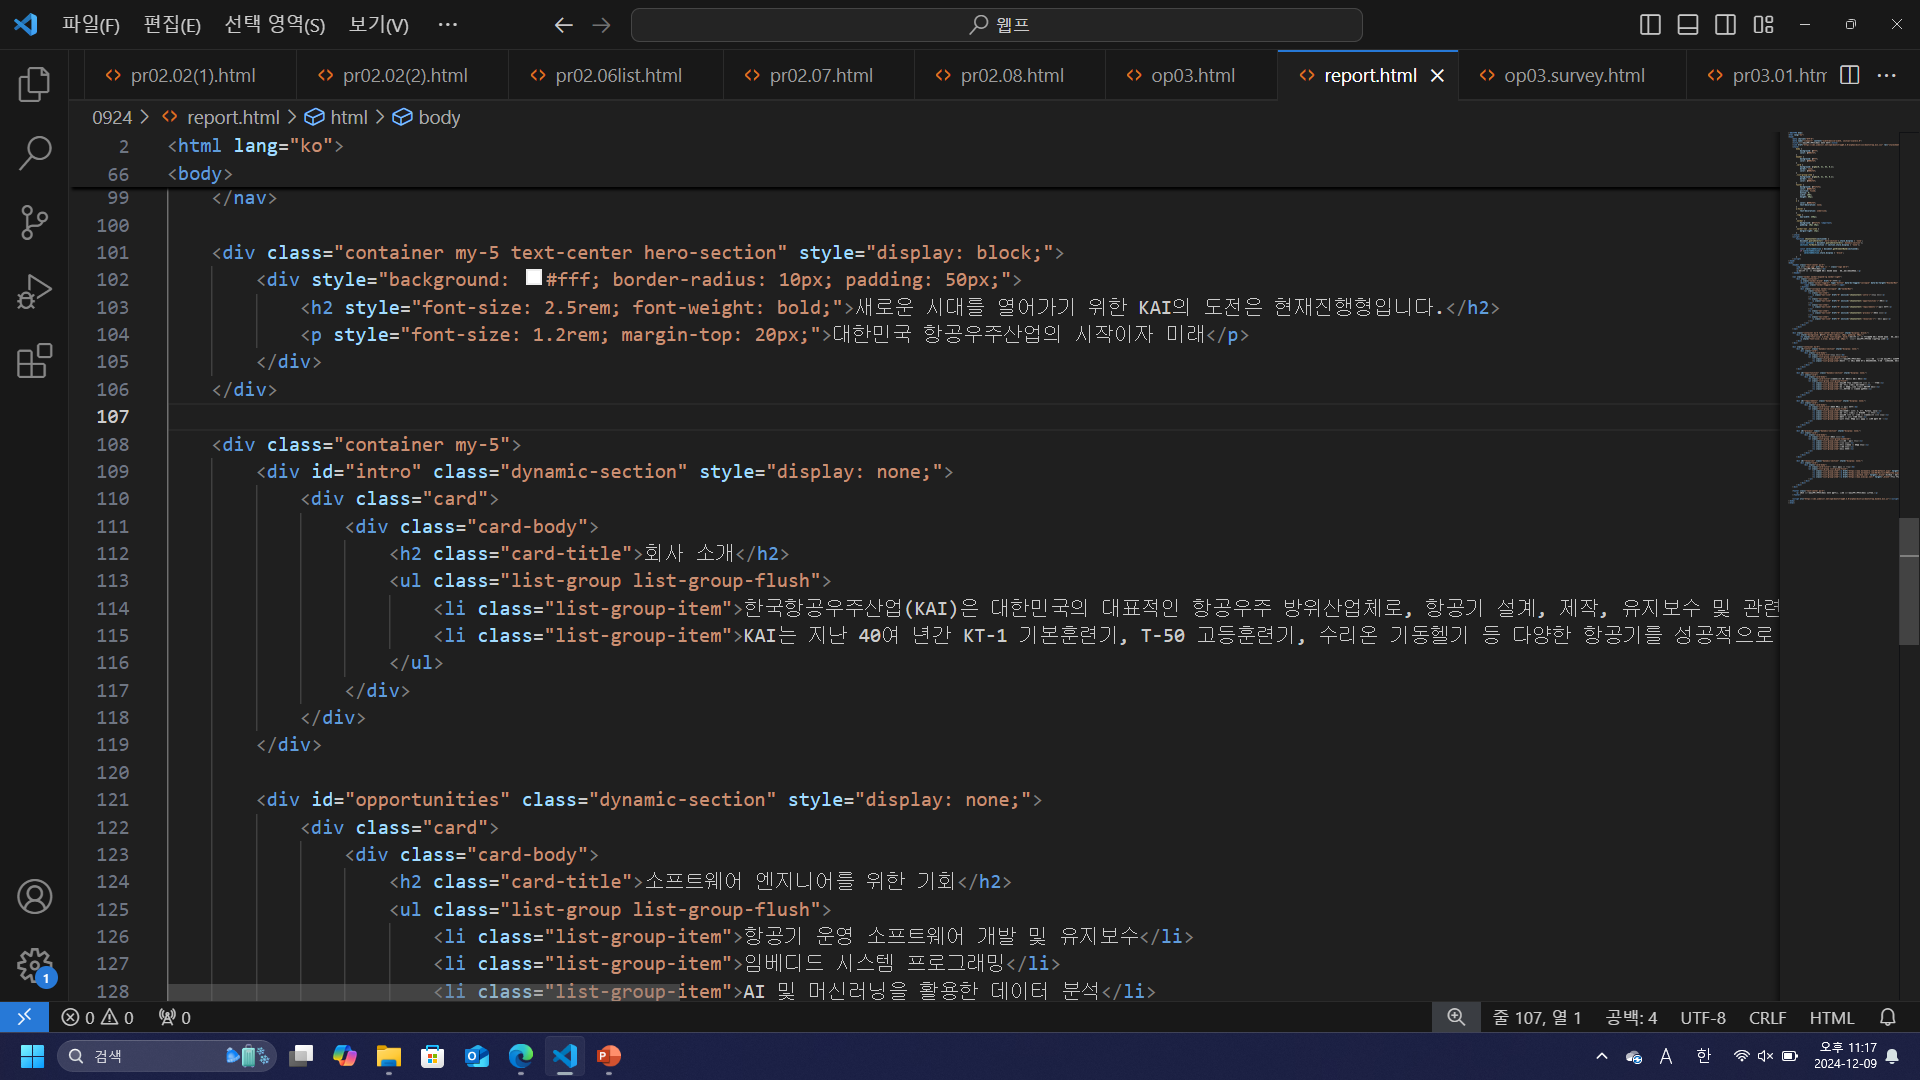 파일(F) 편집(E) 선택 영역(S) 보기(V) ··· 웹프
pr02.02(1).html pr02.02(2).html pr02.06list.html pr02.07.html pr02.08.html op03.html report.html op03.survey.html pr03.01.htm
0924 > report.html > html > body
2 <html lang="ko">
66 <body>
99 </nav>
100
101 <div class="container my-5 text-center hero-section" style="display: block;">
102 <div style="background: #fff; border-radius: 10px; padding: 50px;">
103 <h2 style="font-size: 2.5rem; font-weight: bold;">새로운 시대를 열어가기 위한 KAI의 도전은 현재진행형입니다.</h2>
104 <p style="font-size: 1.2rem; margin-top: 20px;">대한민국 항공우주산업의 시작이자 미래</p>
105 </div>
106 </div>
107
108 <div class="container my-5">
109 <div id="intro" class="dynamic-section" style="display: none;">
110 <div class="card">
111 <div class="card-body">
112 <h2 class="card-title">회사 소개</h2>
113 <ul class="list-group list-group-flush">
114 <li class="list-group-item">한국항공우주산업(KAI)은 대한민국의 대표적인 항공우주 방위산업체로, 항공기 설계, 제작, 유지보수 및 관련
115 <li class="list-group-item">KAI는 지난 40여 년간 KT-1 기본훈련기, T-50 고등훈련기, 수리온 기동헬기 등 다양한 항공기를 성공적으로
116 </ul>
117 </div>
118 </div>
119 </div>
120
121 <div id="opportunities" class="dynamic-section" style="display: none;">
122 <div class="card">
123 <div class="card-body">
124 <h2 class="card-title">소프트웨어 엔지니어를 위한 기회</h2>
125 <ul class="list-group list-group-flush">
126 <li class="list-group-item">항공기 운영 소프트웨어 개발 및 유지보수</li>
127 <li class="list-group-item">임베디드 시스템 프로그래밍</li>
128 <li class="list-group-item">AI 및 머신러닝을 활용한 데이터 분석</li>
1
0 0 0 줄 107, 열 1 공백: 4 UTF-8 CRLF HTML
검색 A 한 오후 11:17
2024-12-09